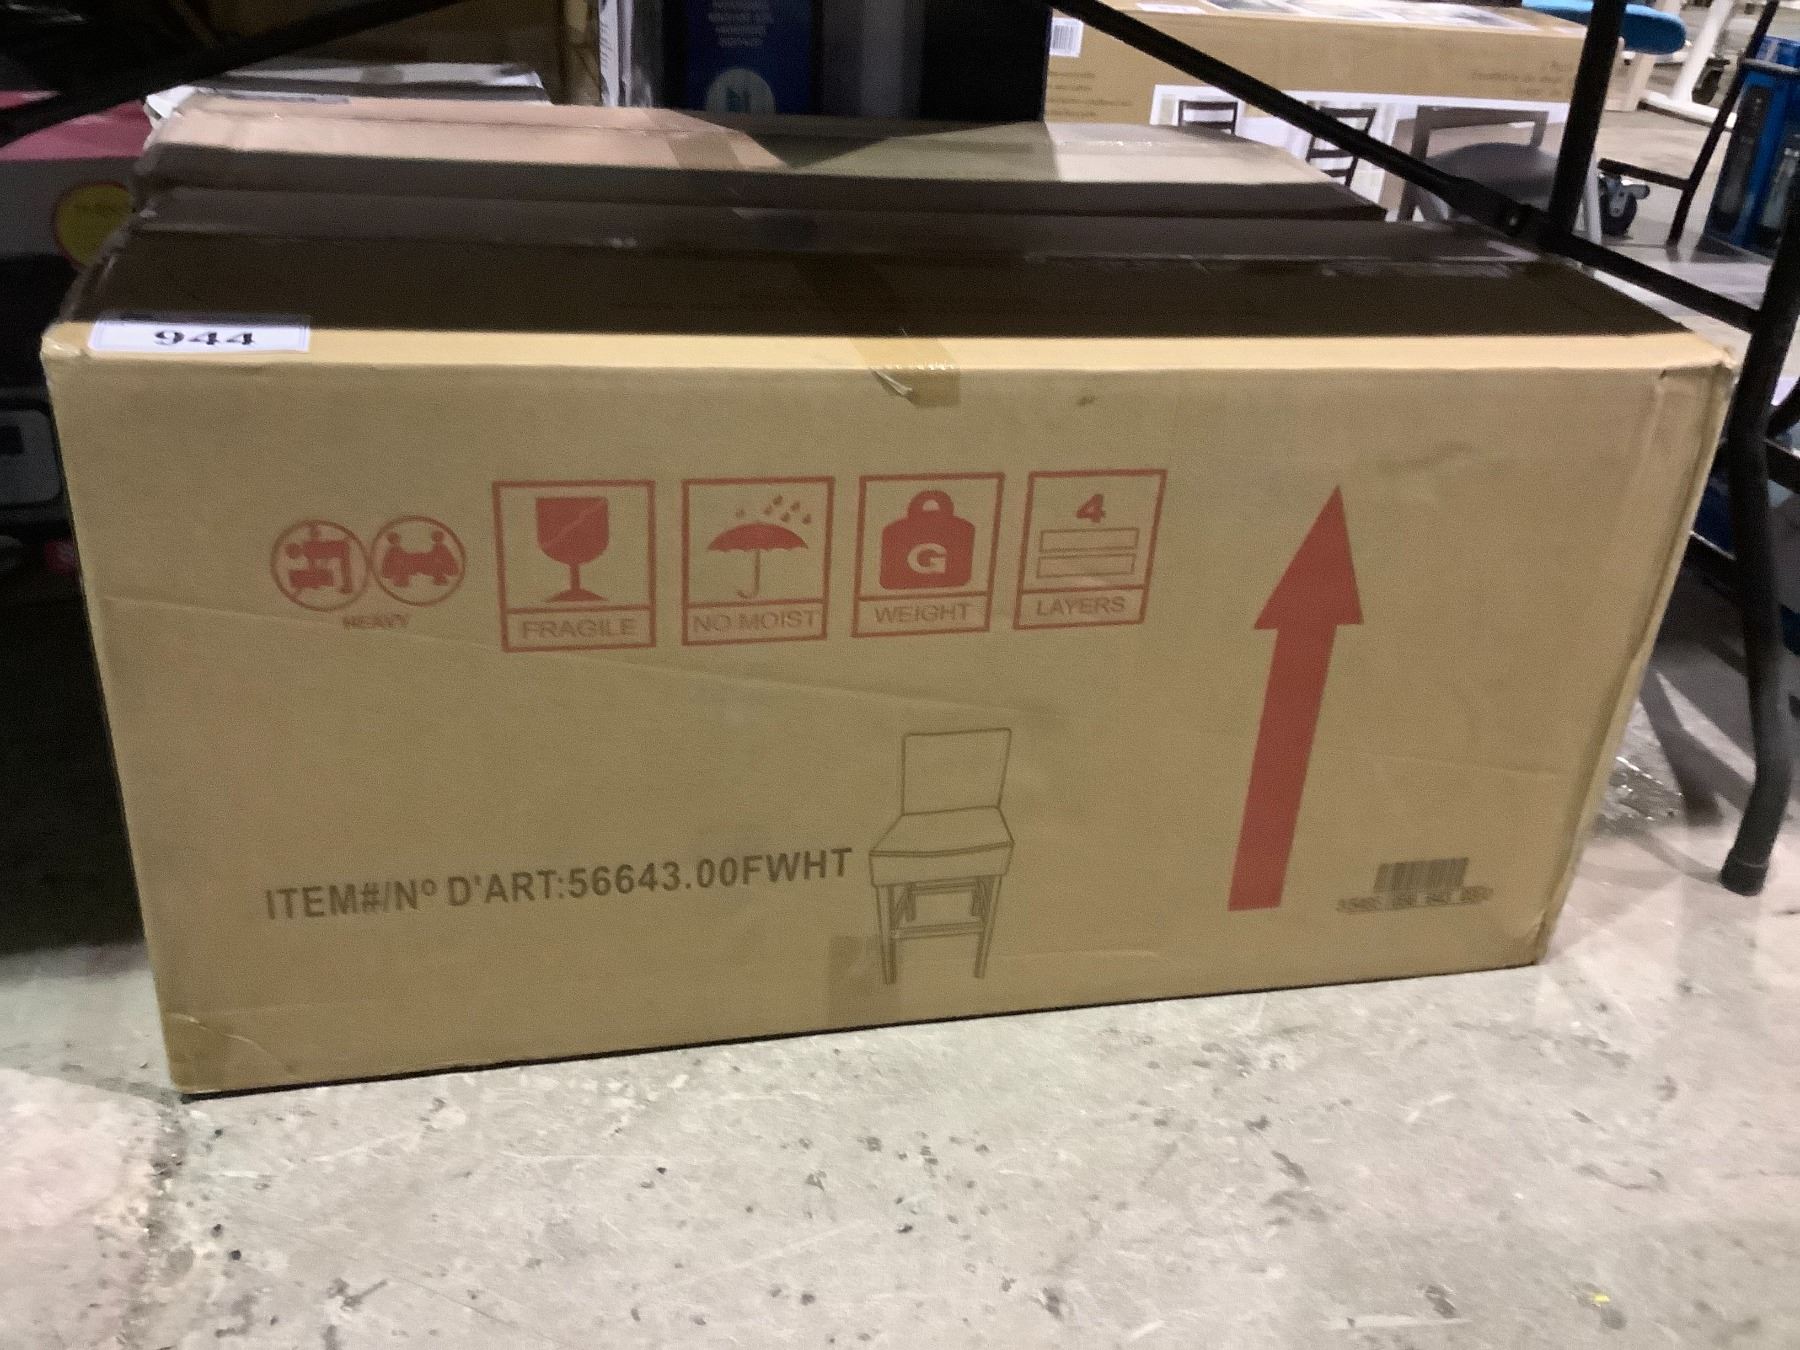 944
HEAVY
FRAGILE
NO MOIST
G
WEIGHT
4
LAYERS
ITEM#/Nº D'ART:56643.00FWHT